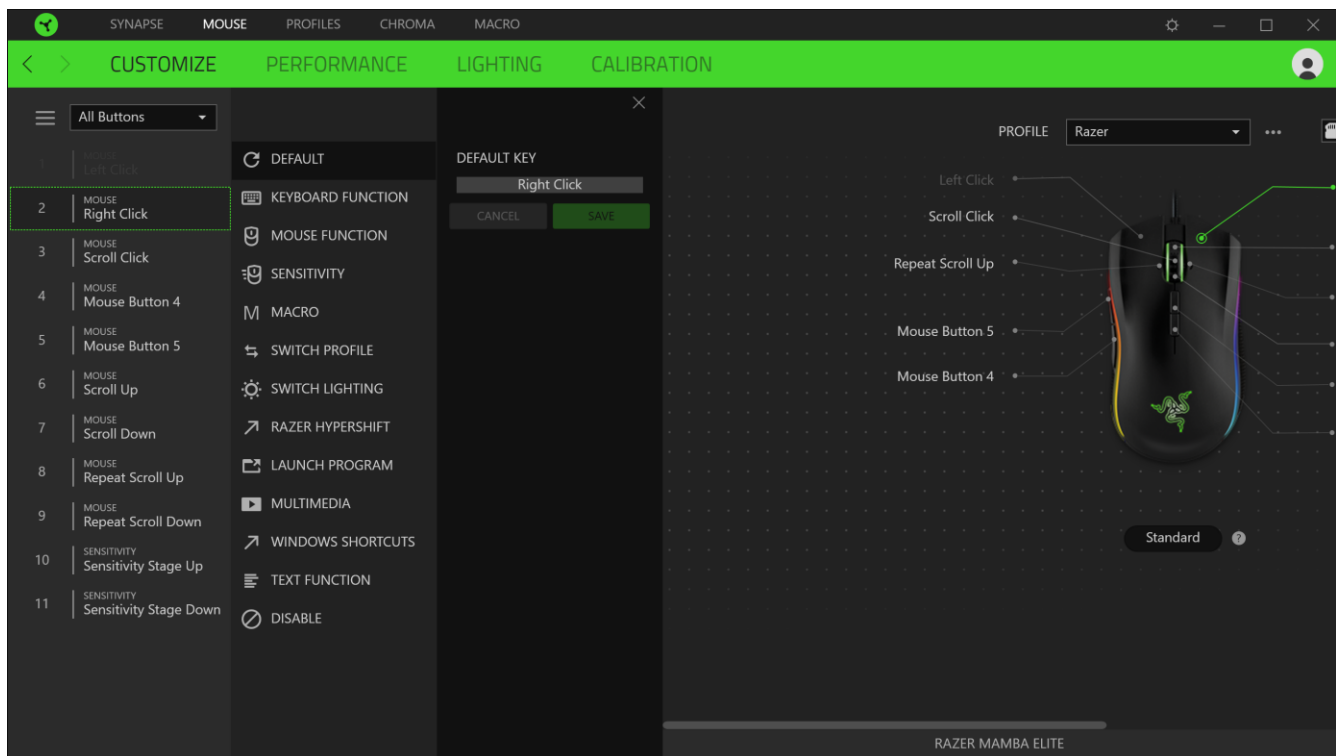 SYNAPSE MOUSE PROFILES CHROMA MACRO
CUSTOMIZE PERFORMANCE LIGHTING CALIBRATION
All Buttons
1 MOUSE
Left Click
2 MOUSE
Right Click
3 MOUSE
Scroll Click
4 MOUSE
Mouse Button 4
5 MOUSE
Mouse Button 5
6 MOUSE
Scroll Up
7 MOUSE
Scroll Down
8 MOUSE
Repeat Scroll Up
9 MOUSE
Repeat Scroll Down
10 SENSITIVITY
Sensitivity Stage Up
11 SENSITIVITY
Sensitivity Stage Down
DEFAULT
KEYBOARD FUNCTION
MOUSE FUNCTION
SENSITIVITY
MACRO
SWITCH PROFILE
SWITCH LIGHTING
RAZER HYPERSHIFT
LAUNCH PROGRAM
MULTIMEDIA
WINDOWS SHORTCUTS
TEXT FUNCTION
DISABLE
DEFAULT KEY
Right Click
CANCEL SAVE
PROFILE Razer
Left Click
Scroll Click
Repeat Scroll Up
Mouse Button 5
Mouse Button 4
Standard ?
RAZER MAMBA ELITE